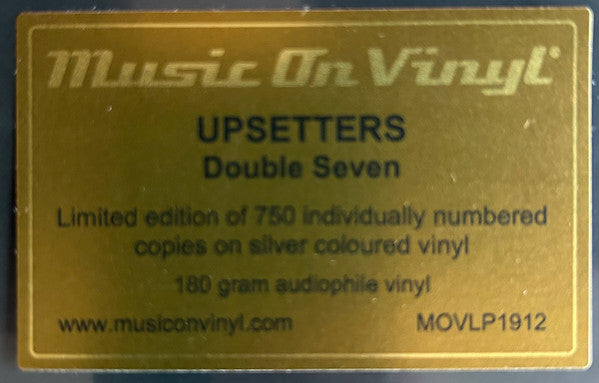 Music On Vinyl®
UPSETTERS
Double Seven
Limited edition of 750 individually numbered
copies on silver coloured vinyl
180 gram audiophile vinyl
www.musiconvinyl.com MOVLP1912